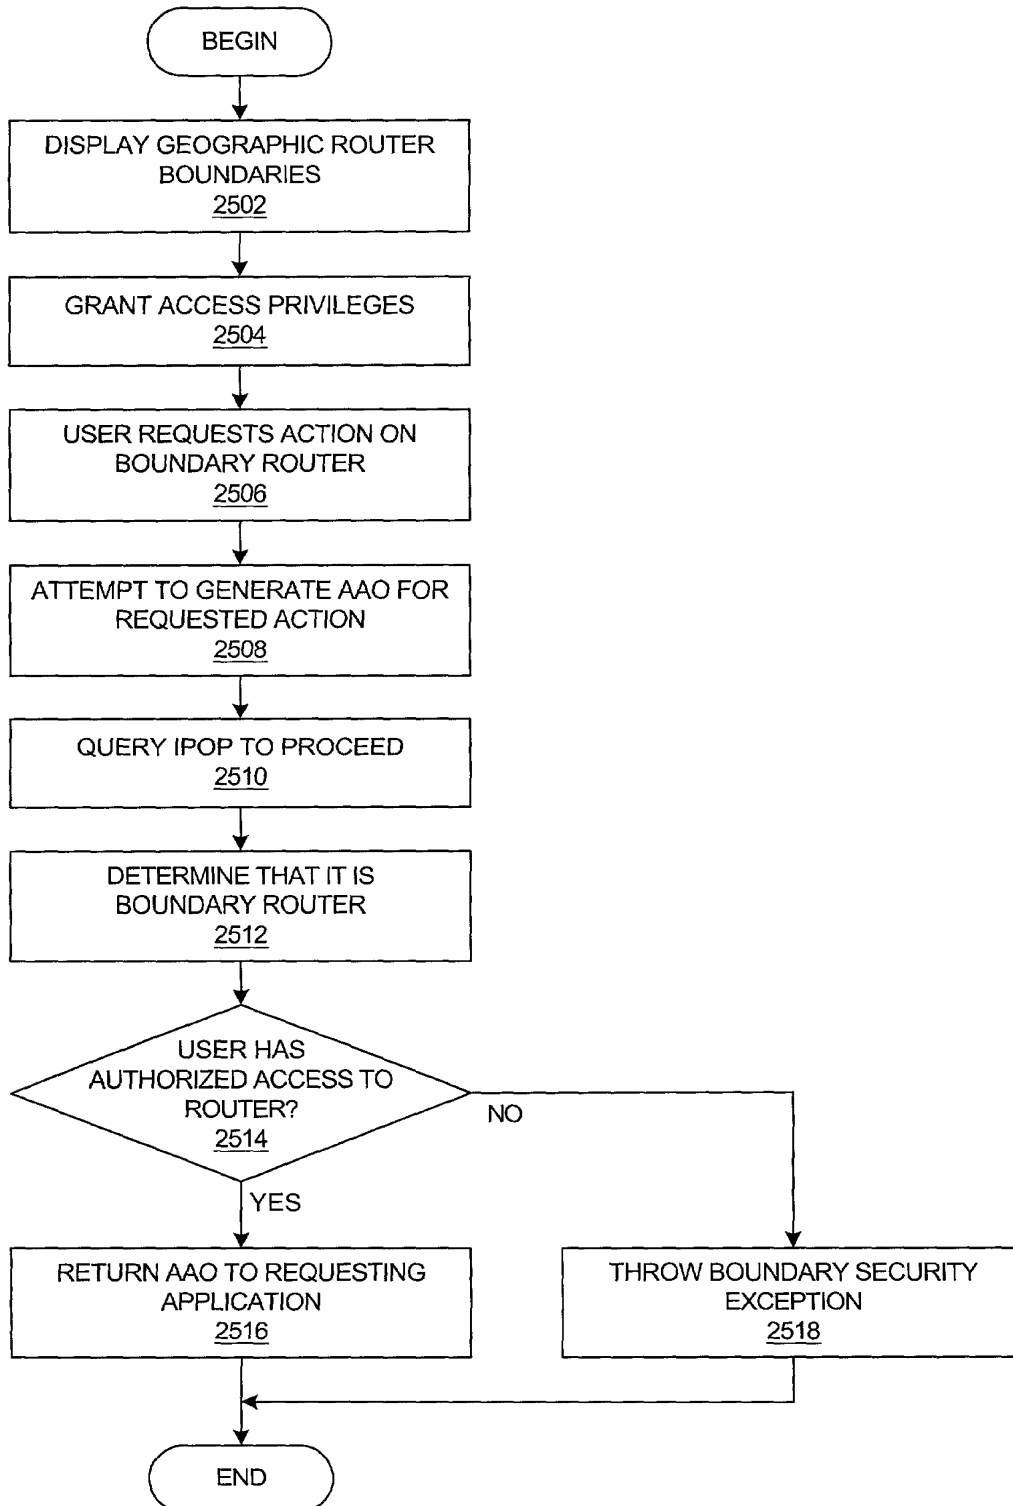 BEGIN
DISPLAY GEOGRAPHIC ROUTER
BOUNDARIES
2502
GRANT ACCESS PRIVILEGES
2504
USER REQUESTS ACTION ON
BOUNDARY ROUTER
2506
ATTEMPT TO GENERATE AAO FOR
REQUESTED ACTION
2508
QUERY IPOP TO PROCEED
2510
DETERMINE THAT IT IS
BOUNDARY ROUTER
2512
USER HAS
AUTHORIZED ACCESS TO
ROUTER?
2514
NO
YES
RETURN AAO TO REQUESTING
APPLICATION
2516
THROW BOUNDARY SECURITY
EXCEPTION
2518
END